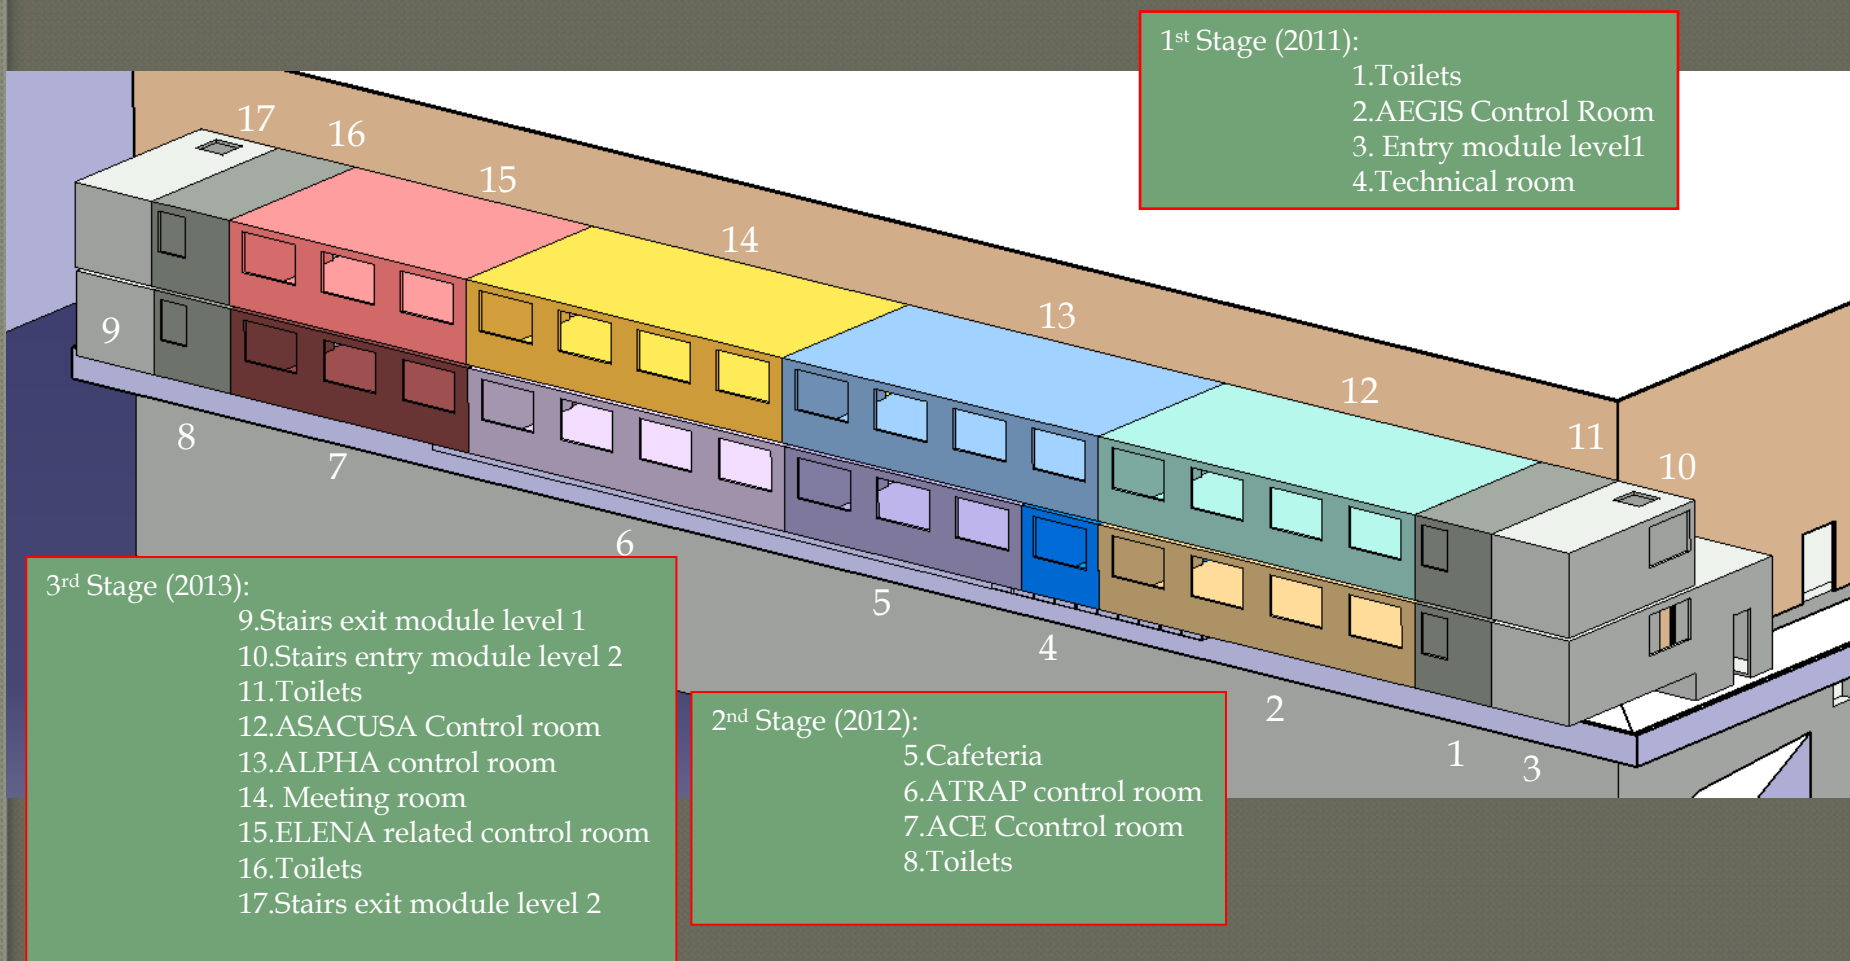 1st Stage (2011):
1.Toilets
2.AEGIS Control Room
3. Entry module level1
4.Technical room
17
16
15
14
13
12
11
10
9
8
7
6
5
4
2
1
3
3rd Stage (2013):
9.Stairs exit module level 1
10.Stairs entry module level 2
11.Toilets
12.ASACUSA Control room
13.ALPHA control room
14. Meeting room
15.ELENA related control room
16.Toilets
17.Stairs exit module level 2
2nd Stage (2012):
5.Cafeteria
6.ATRAP control room
7.ACE Ccontrol room
8.Toilets